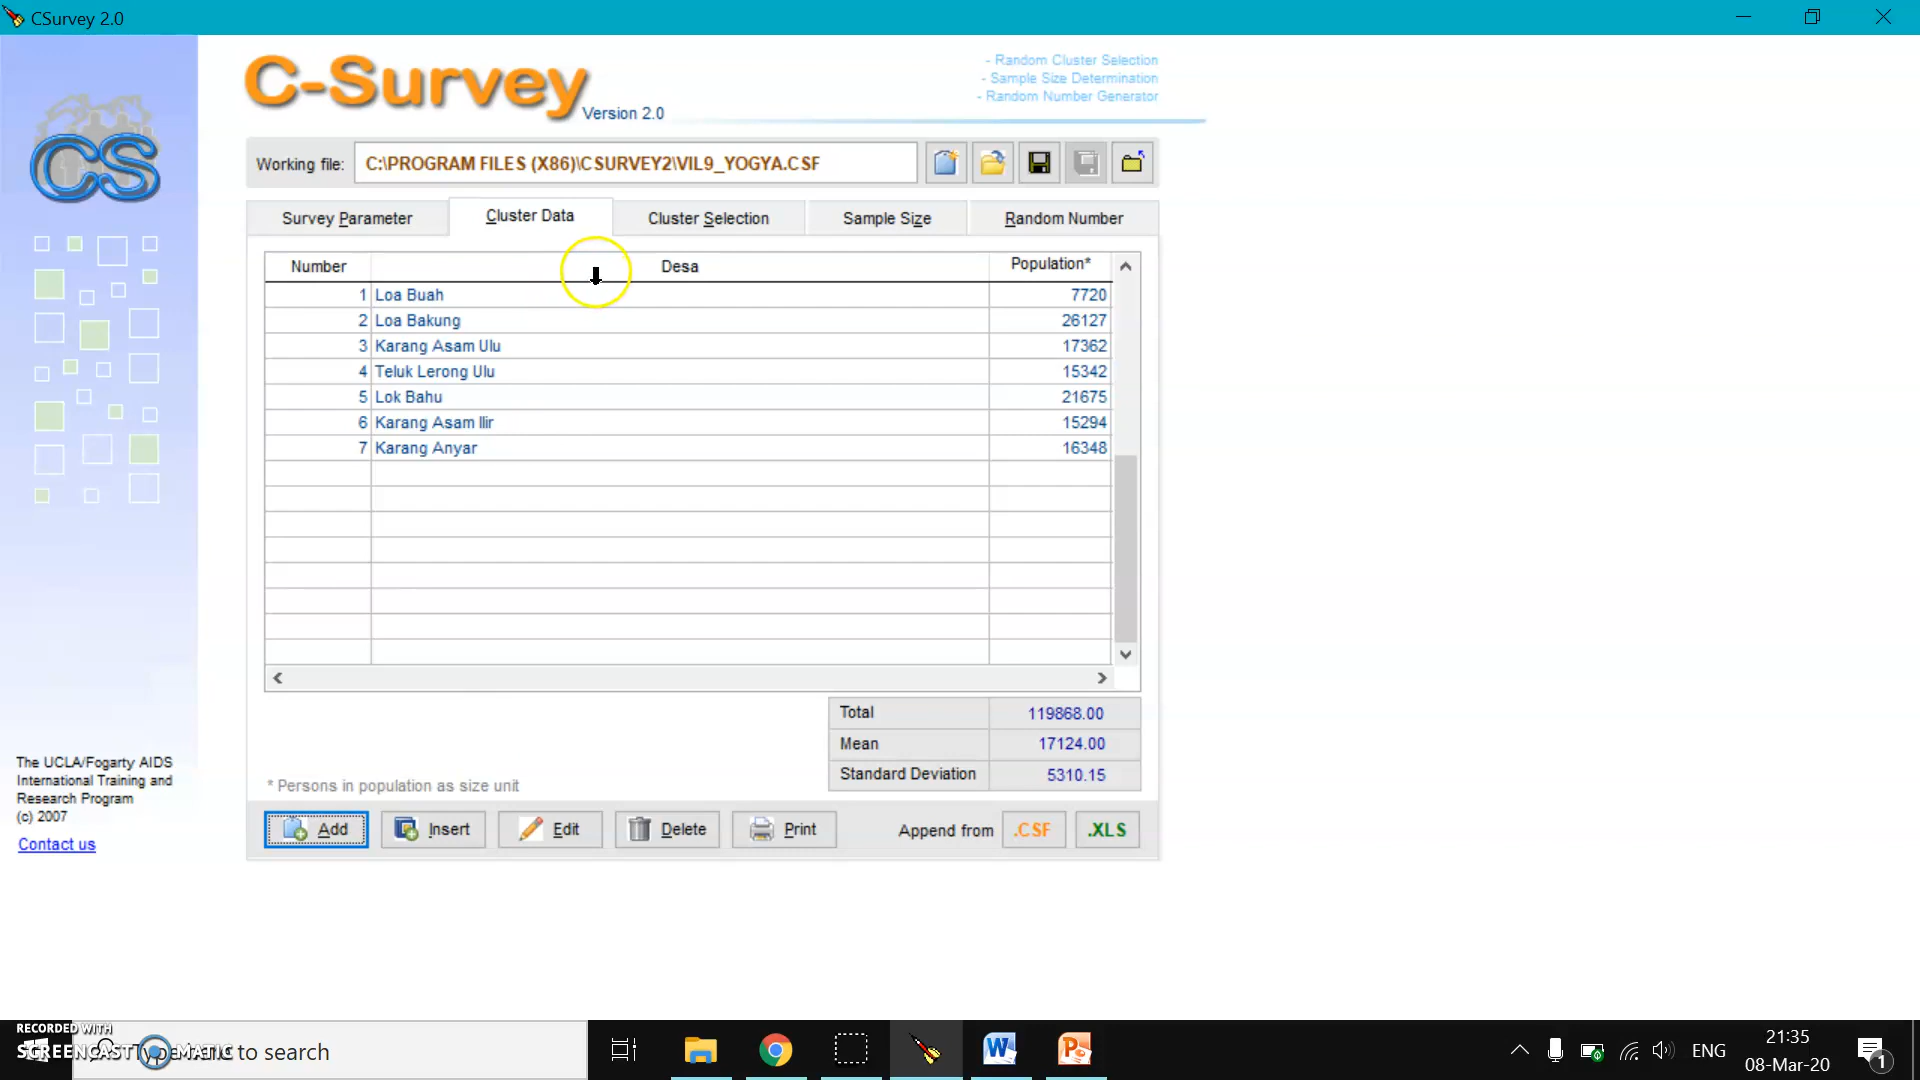 CSurvey 2.0
C-Survey
Version 2.0
- Random Cluster Selection
- Sample Size Determination
- Random Number Generator
CS
Working file: C:\PROGRAM FILES (X86)\CSURVEY2\VIL9_YOGYA.CSF
Survey Parameter Cluster Data Cluster Selection Sample Size Random Number
Number Desa Population*
1 Loa Buah 7720
2 Loa Bakung 26127
3 Karang Asam Ulu 17362
4 Teluk Lerong Ulu 15342
5 Lok Bahu 21675
6 Karang Asam Ilir 15294
7 Karang Anyar 16348
Total 119868.00
Mean 17124.00
Standard Deviation 5310.15
* Persons in population as size unit
Add Insert Edit Delete Print Append from .CSF .XLS
The UCLA/Fogarty AIDS
International Training and
Research Program
(c) 2007
Contact us
RECORDED WITH
SCREENCAST MATIC
Type here to search
ENG
21:35
08-Mar-20
1